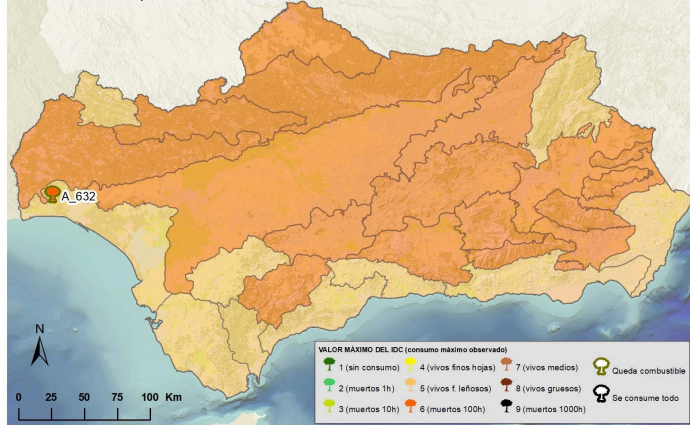 A_632
N
0 25 50 75 100 Km
VALOR MÁXIMO DEL IDC (consumo máximo observado)
1 (sin consumo) 4 (vivos finos hojas) 7 (vivos medios) Queda combustible
2 (muertos 1h) 5 (vivos f. leñosos) 8 (vivos gruesos) Se consume todo
3 (muertos 10h) 6 (muertos 100h) 9 (muertos 1000h)